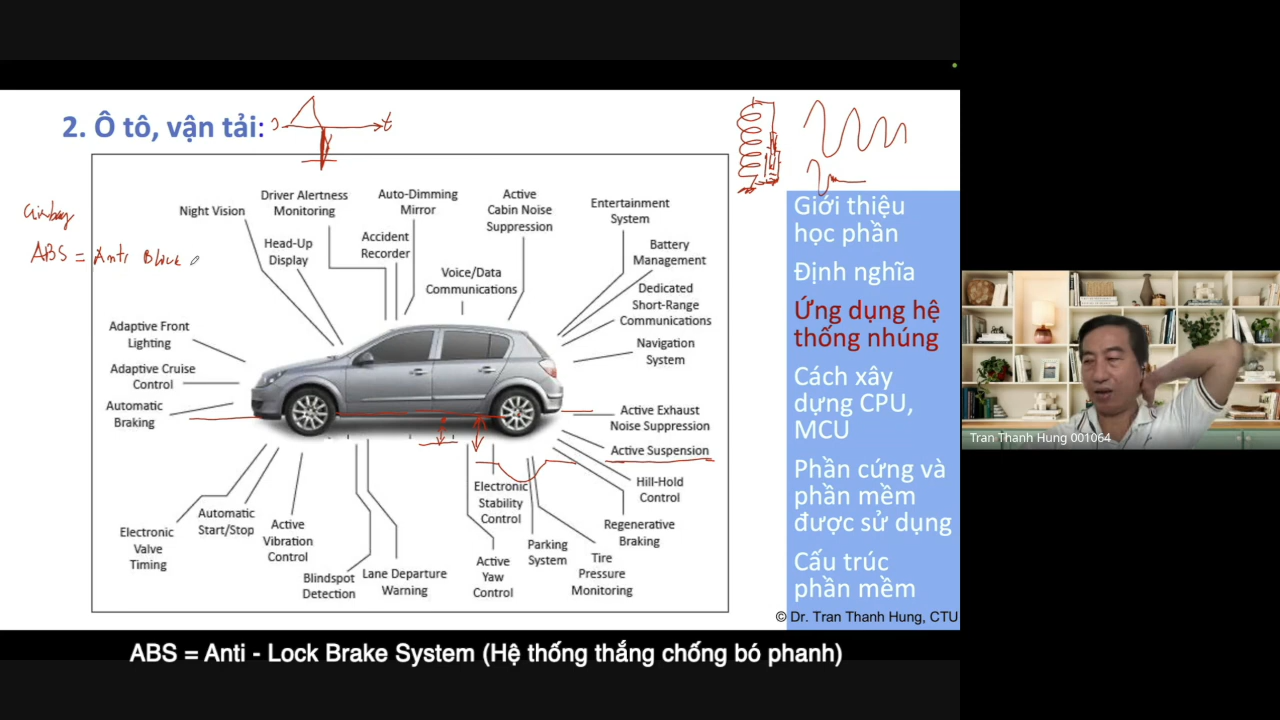 2. Ô tô, vận tải:
t
Airbag
ABS = Anti Block
Night Vision
Driver Alertness
Monitoring
Auto-Dimming
Mirror
Active
Cabin Noise
Suppression
Entertainment
System
Head-Up
Display
Accident
Recorder
Battery
Management
Voice/Data
Communications
Dedicated
Short-Range
Communications
Navigation
System
Adaptive Front
Lighting
Adaptive Cruise
Control
Automatic
Braking
Active Exhaust
Noise Suppression
Active Suspension
Hill-Hold
Control
Regenerative
Braking
Electronic
Stability
Control
Electronic
Valve
Timing
Automatic
Start/Stop
Active
Vibration
Control
Blindspot
Detection
Lane Departure
Warning
Active
Yaw
Control
Parking
System
Tire
Pressure
Monitoring
Giới thiệu
học phần
Định nghĩa
Ứng dụng hệ
thống nhúng
Cách xây
dựng CPU,
MCU
Phần cứng và
phần mềm
được sử dụng
Cấu trúc
phần mềm
© Dr. Tran Thanh Hung, CTU
Tran Thanh Hung 001064
ABS = Anti - Lock Brake System (Hệ thống thắng chống bó phanh)